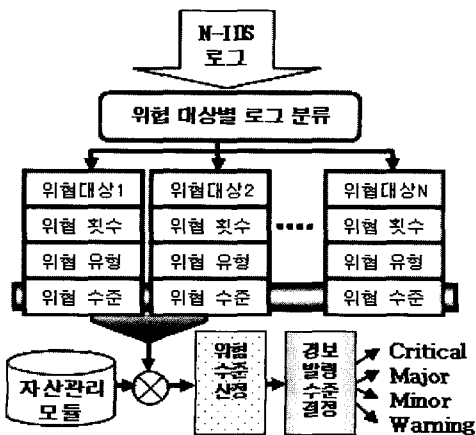 N-IDS
로그
위협 대상별 로그 분류
위협대상1
위협 횟수
위협 유형
위협 수준
위협대상2
위협 횟수
위협 유형
위협 수준
....
위협대상N
위협 횟수
위협 유형
위협 수준
자산관리
모듈
위험
수준
산정
경보
발령
수준
결정
Critical
Major
Minor
Warning